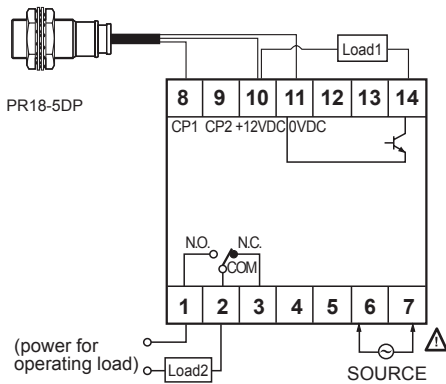 Load1
PR18-5DP
8 9 10 11 12 13 14
CP1 CP2 +12VDC 0VDC
N.O. N.C.
COM
1 2 3 4 5 6 7
(power for
operating load)
Load2
SOURCE